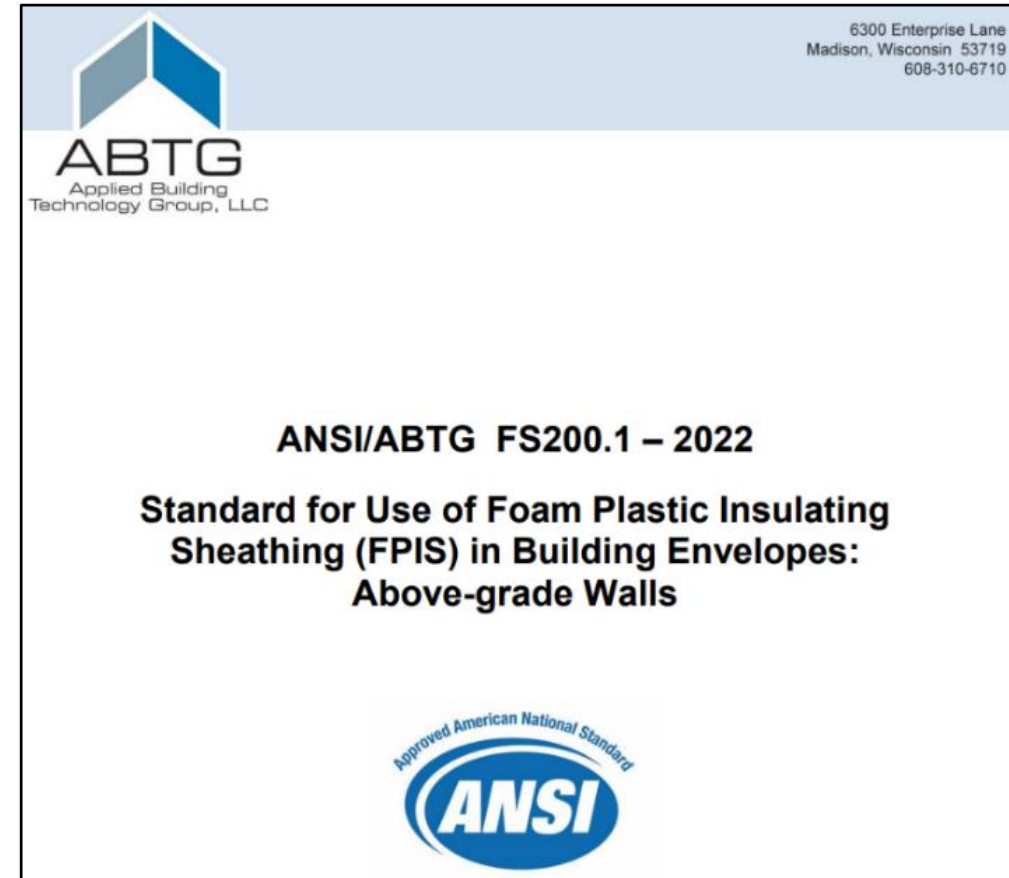 6300 Enterprise Lane
Madison, Wisconsin 53719
608-310-6710
ABTG
Applied Building
Technology Group, LLC
ANSI/ABTG FS200.1 – 2022
Standard for Use of Foam Plastic Insulating
Sheathing (FPIS) in Building Envelopes:
Above-grade Walls
Approved American National Standard
ANSI